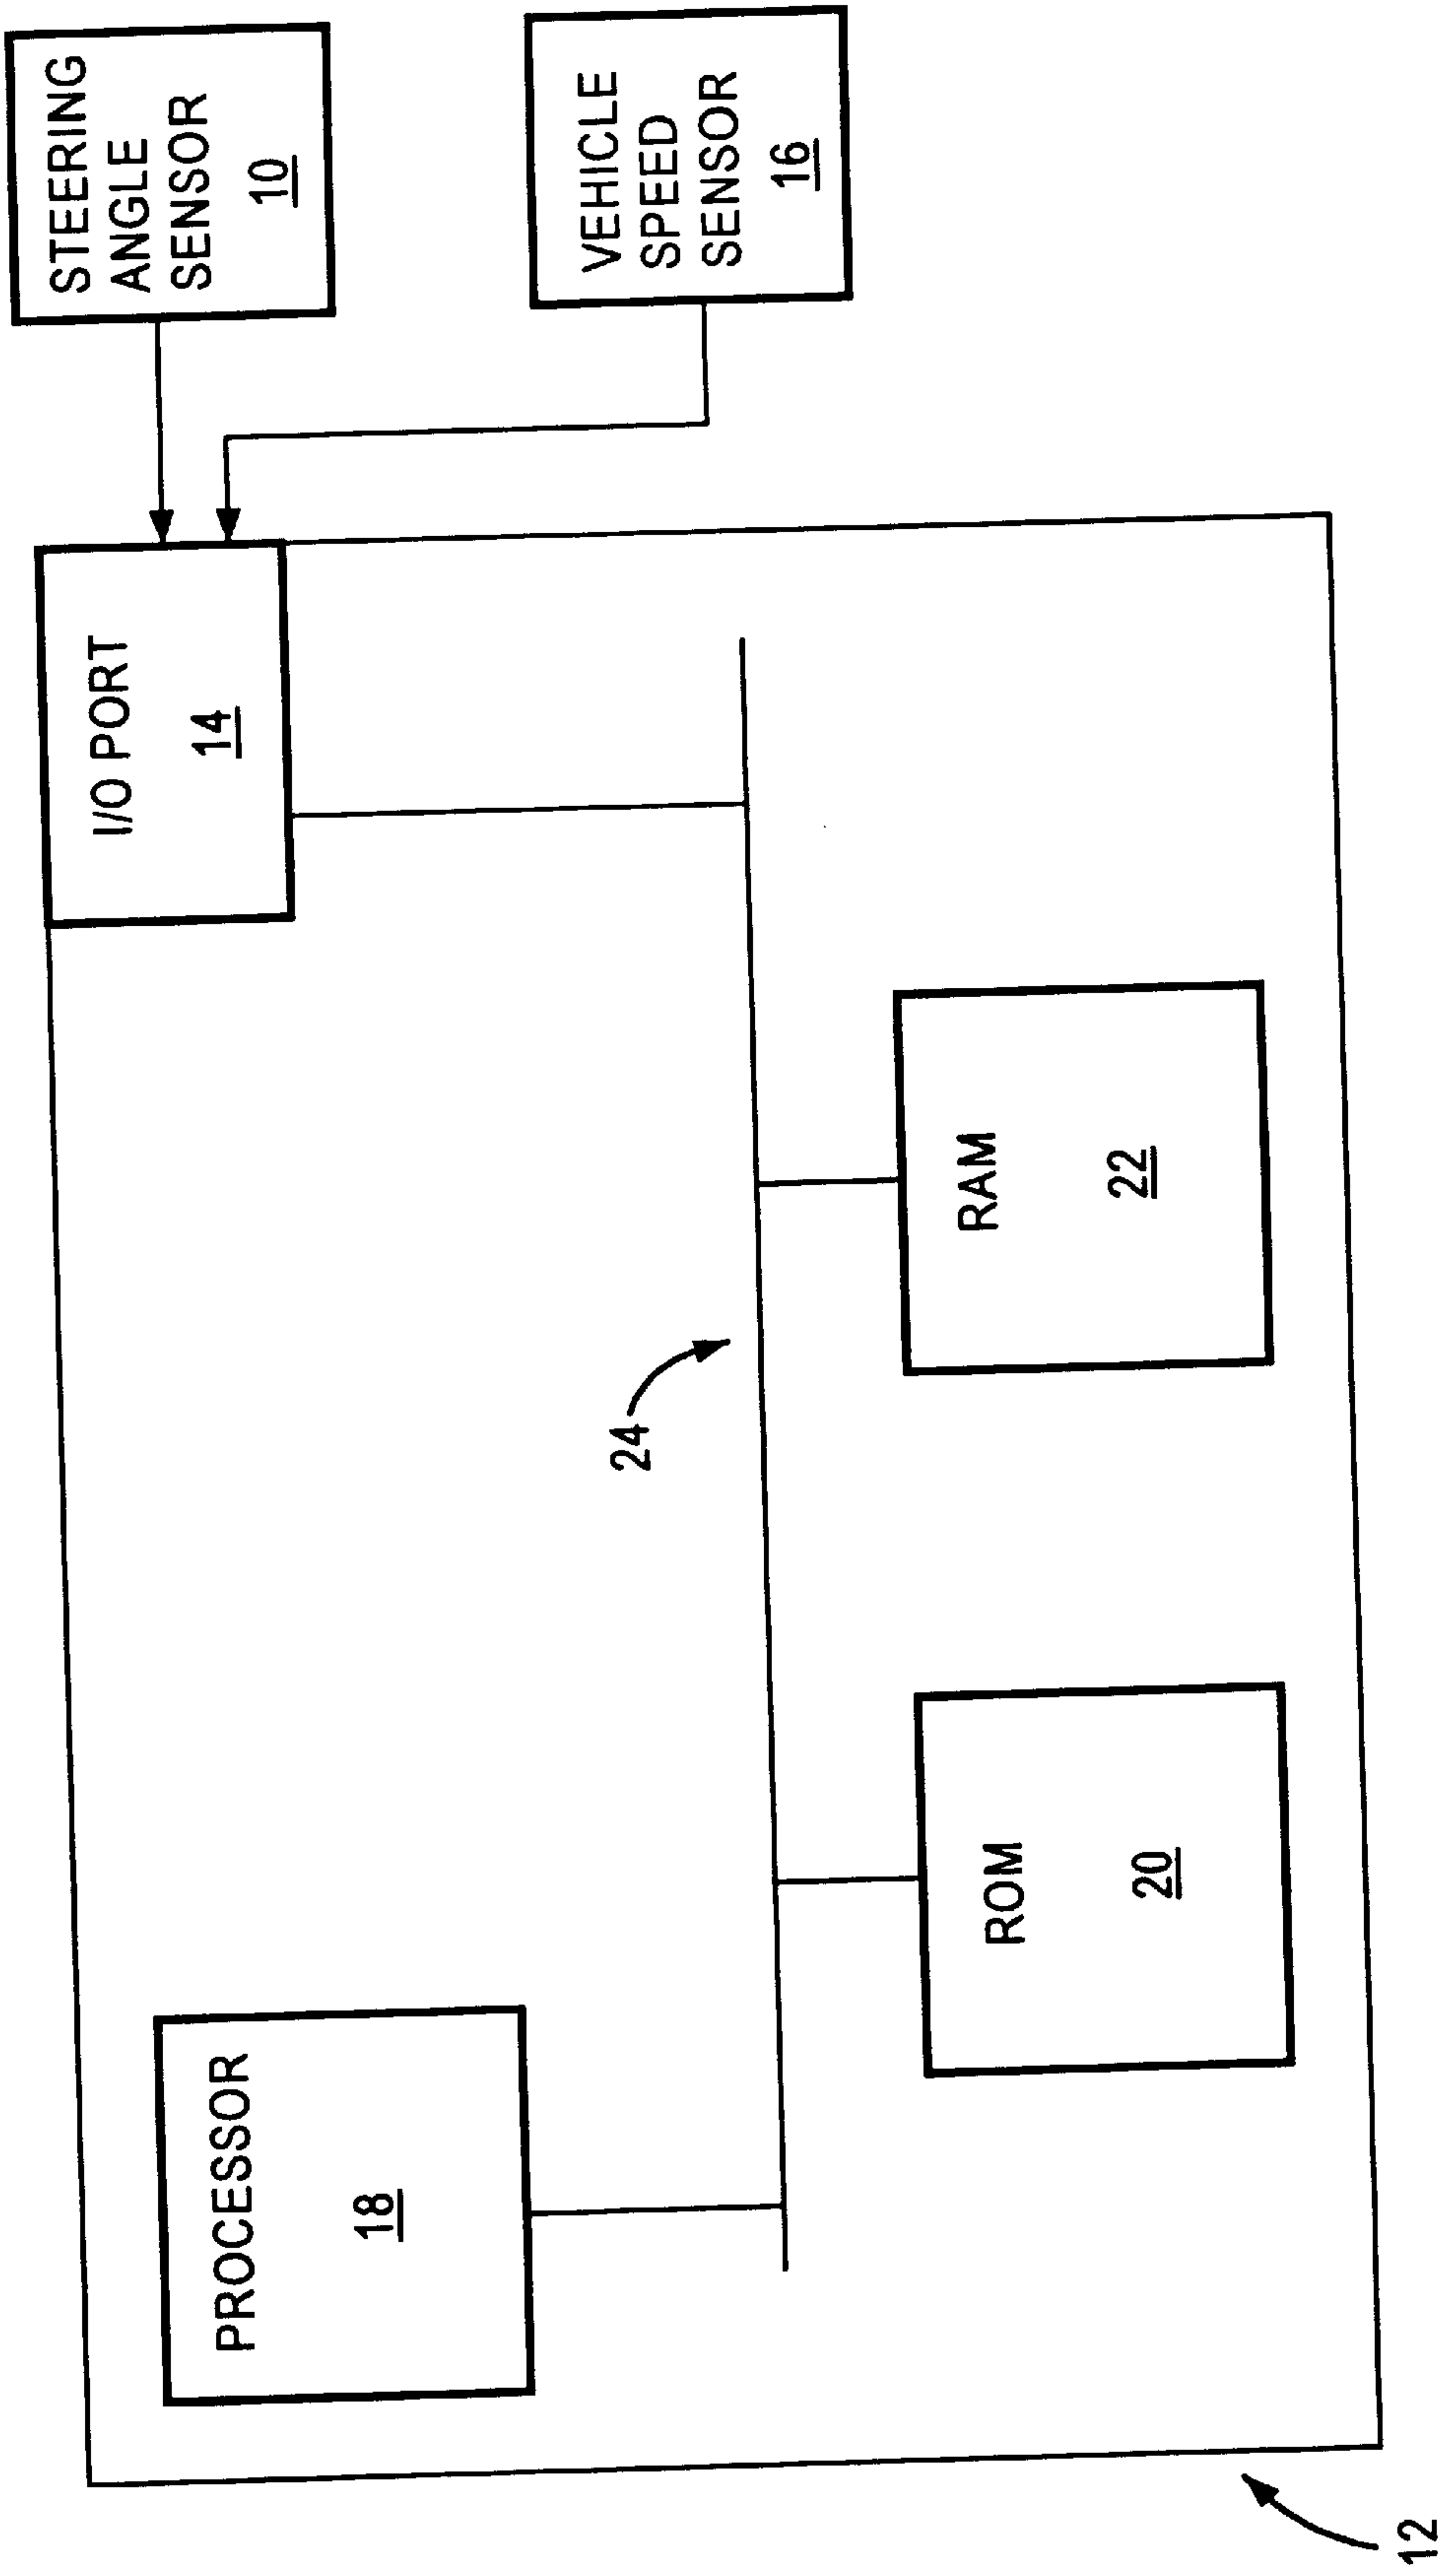 PROCESSOR
18
I/O PORT
14
STEERING
ANGLE
SENSOR
10
24
VEHICLE
SPEED
SENSOR
16
ROM
20
RAM
22
12